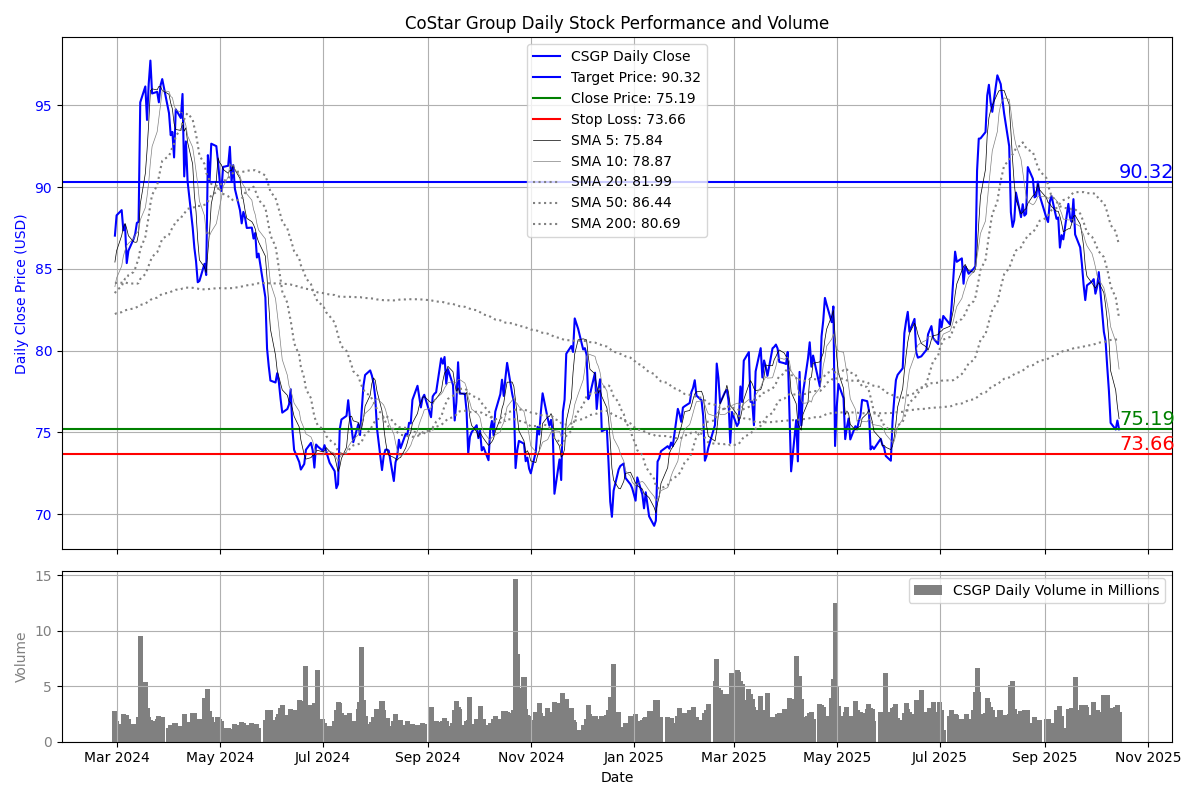 CoStar Group Daily Stock Performance and Volume
Daily Close Price (USD)
95
90
85
80
75
70
CSGP Daily Close
Target Price: 90.32
Close Price: 75.19
Stop Loss: 73.66
SMA 5: 75.84
SMA 10: 78.87
SMA 20: 81.99
SMA 50: 86.44
SMA 200: 80.69
90.32
75.19
73.66
Volume
15
10
5
0
CSGP Daily Volume in Millions
Mar 2024 May 2024 Jul 2024 Sep 2024 Nov 2024 Jan 2025 Mar 2025 May 2025 Jul 2025 Sep 2025 Nov 2025
Date